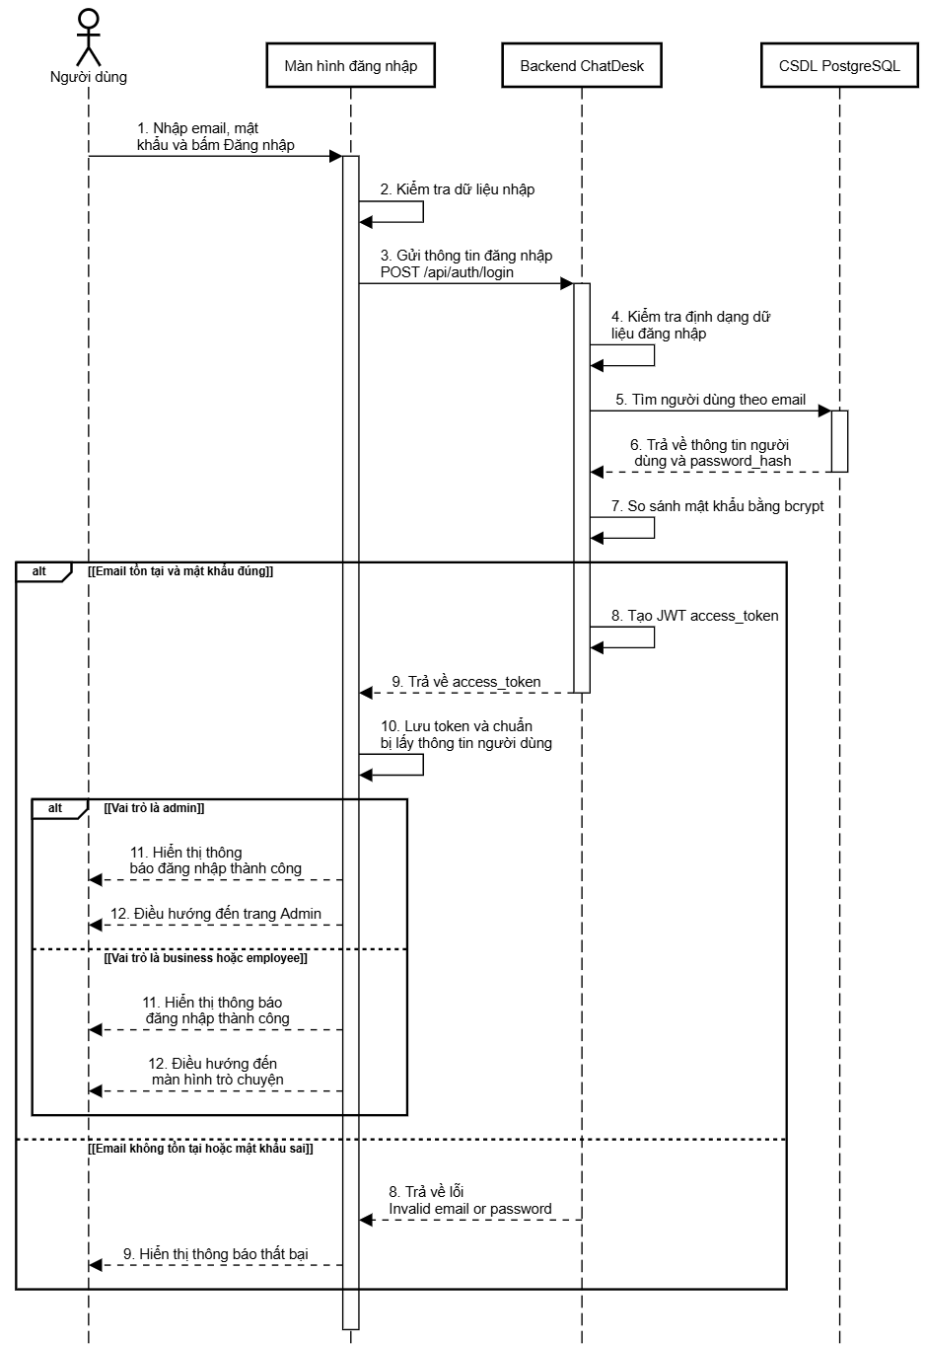 Người dùng
Màn hình đăng nhập
Backend ChatDesk
CSDL PostgreSQL
1. Nhập email, mật
khẩu và bấm Đăng nhập
2. Kiểm tra dữ liệu nhập
3. Gửi thông tin đăng nhập
POST /api/auth/login
4. Kiểm tra định dạng dữ
liệu đăng nhập
5. Tìm người dùng theo email
6. Trả về thông tin người
dùng và password_hash
7. So sánh mật khẩu bằng bcrypt
alt
[[Email tồn tại và mật khẩu đúng]]
8. Tạo JWT access_token
9. Trả về access_token
10. Lưu token và chuẩn
bị lấy thông tin người dùng
alt
[[Vai trò là admin]]
11. Hiển thị thông
báo đăng nhập thành công
12. Điều hướng đến trang Admin
[[Vai trò là business hoặc employee]]
11. Hiển thị thông báo
đăng nhập thành công
12. Điều hướng đến
màn hình trò chuyện
[[Email không tồn tại hoặc mật khẩu sai]]
8. Trả về lỗi
Invalid email or password
9. Hiển thị thông báo thất bại